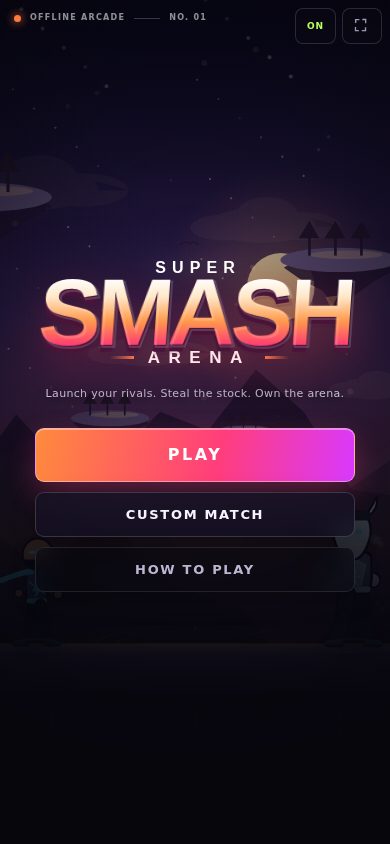 OFFLINE ARCADE
NO. 01
ON
SUPER
SMASH
ARENA
Launch your rivals. Steal the stock. Own the arena.
PLAY
CUSTOM MATCH
HOW TO PLAY